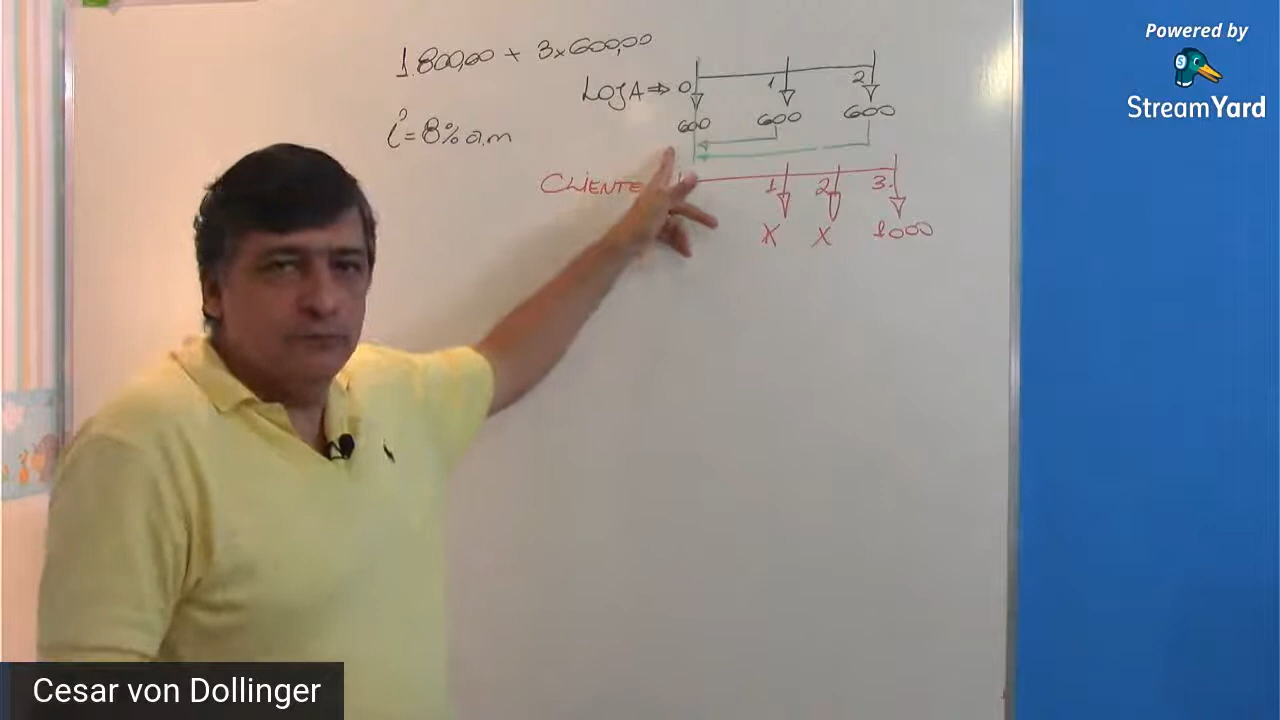 1.800,00 + 3x600,00
i = 8% a.m
LOJA ⇒ 0 1 2
600 600 600
CLIENTE 1 2 3
X X 1000
Powered by
StreamYard
Cesar von Dollinger